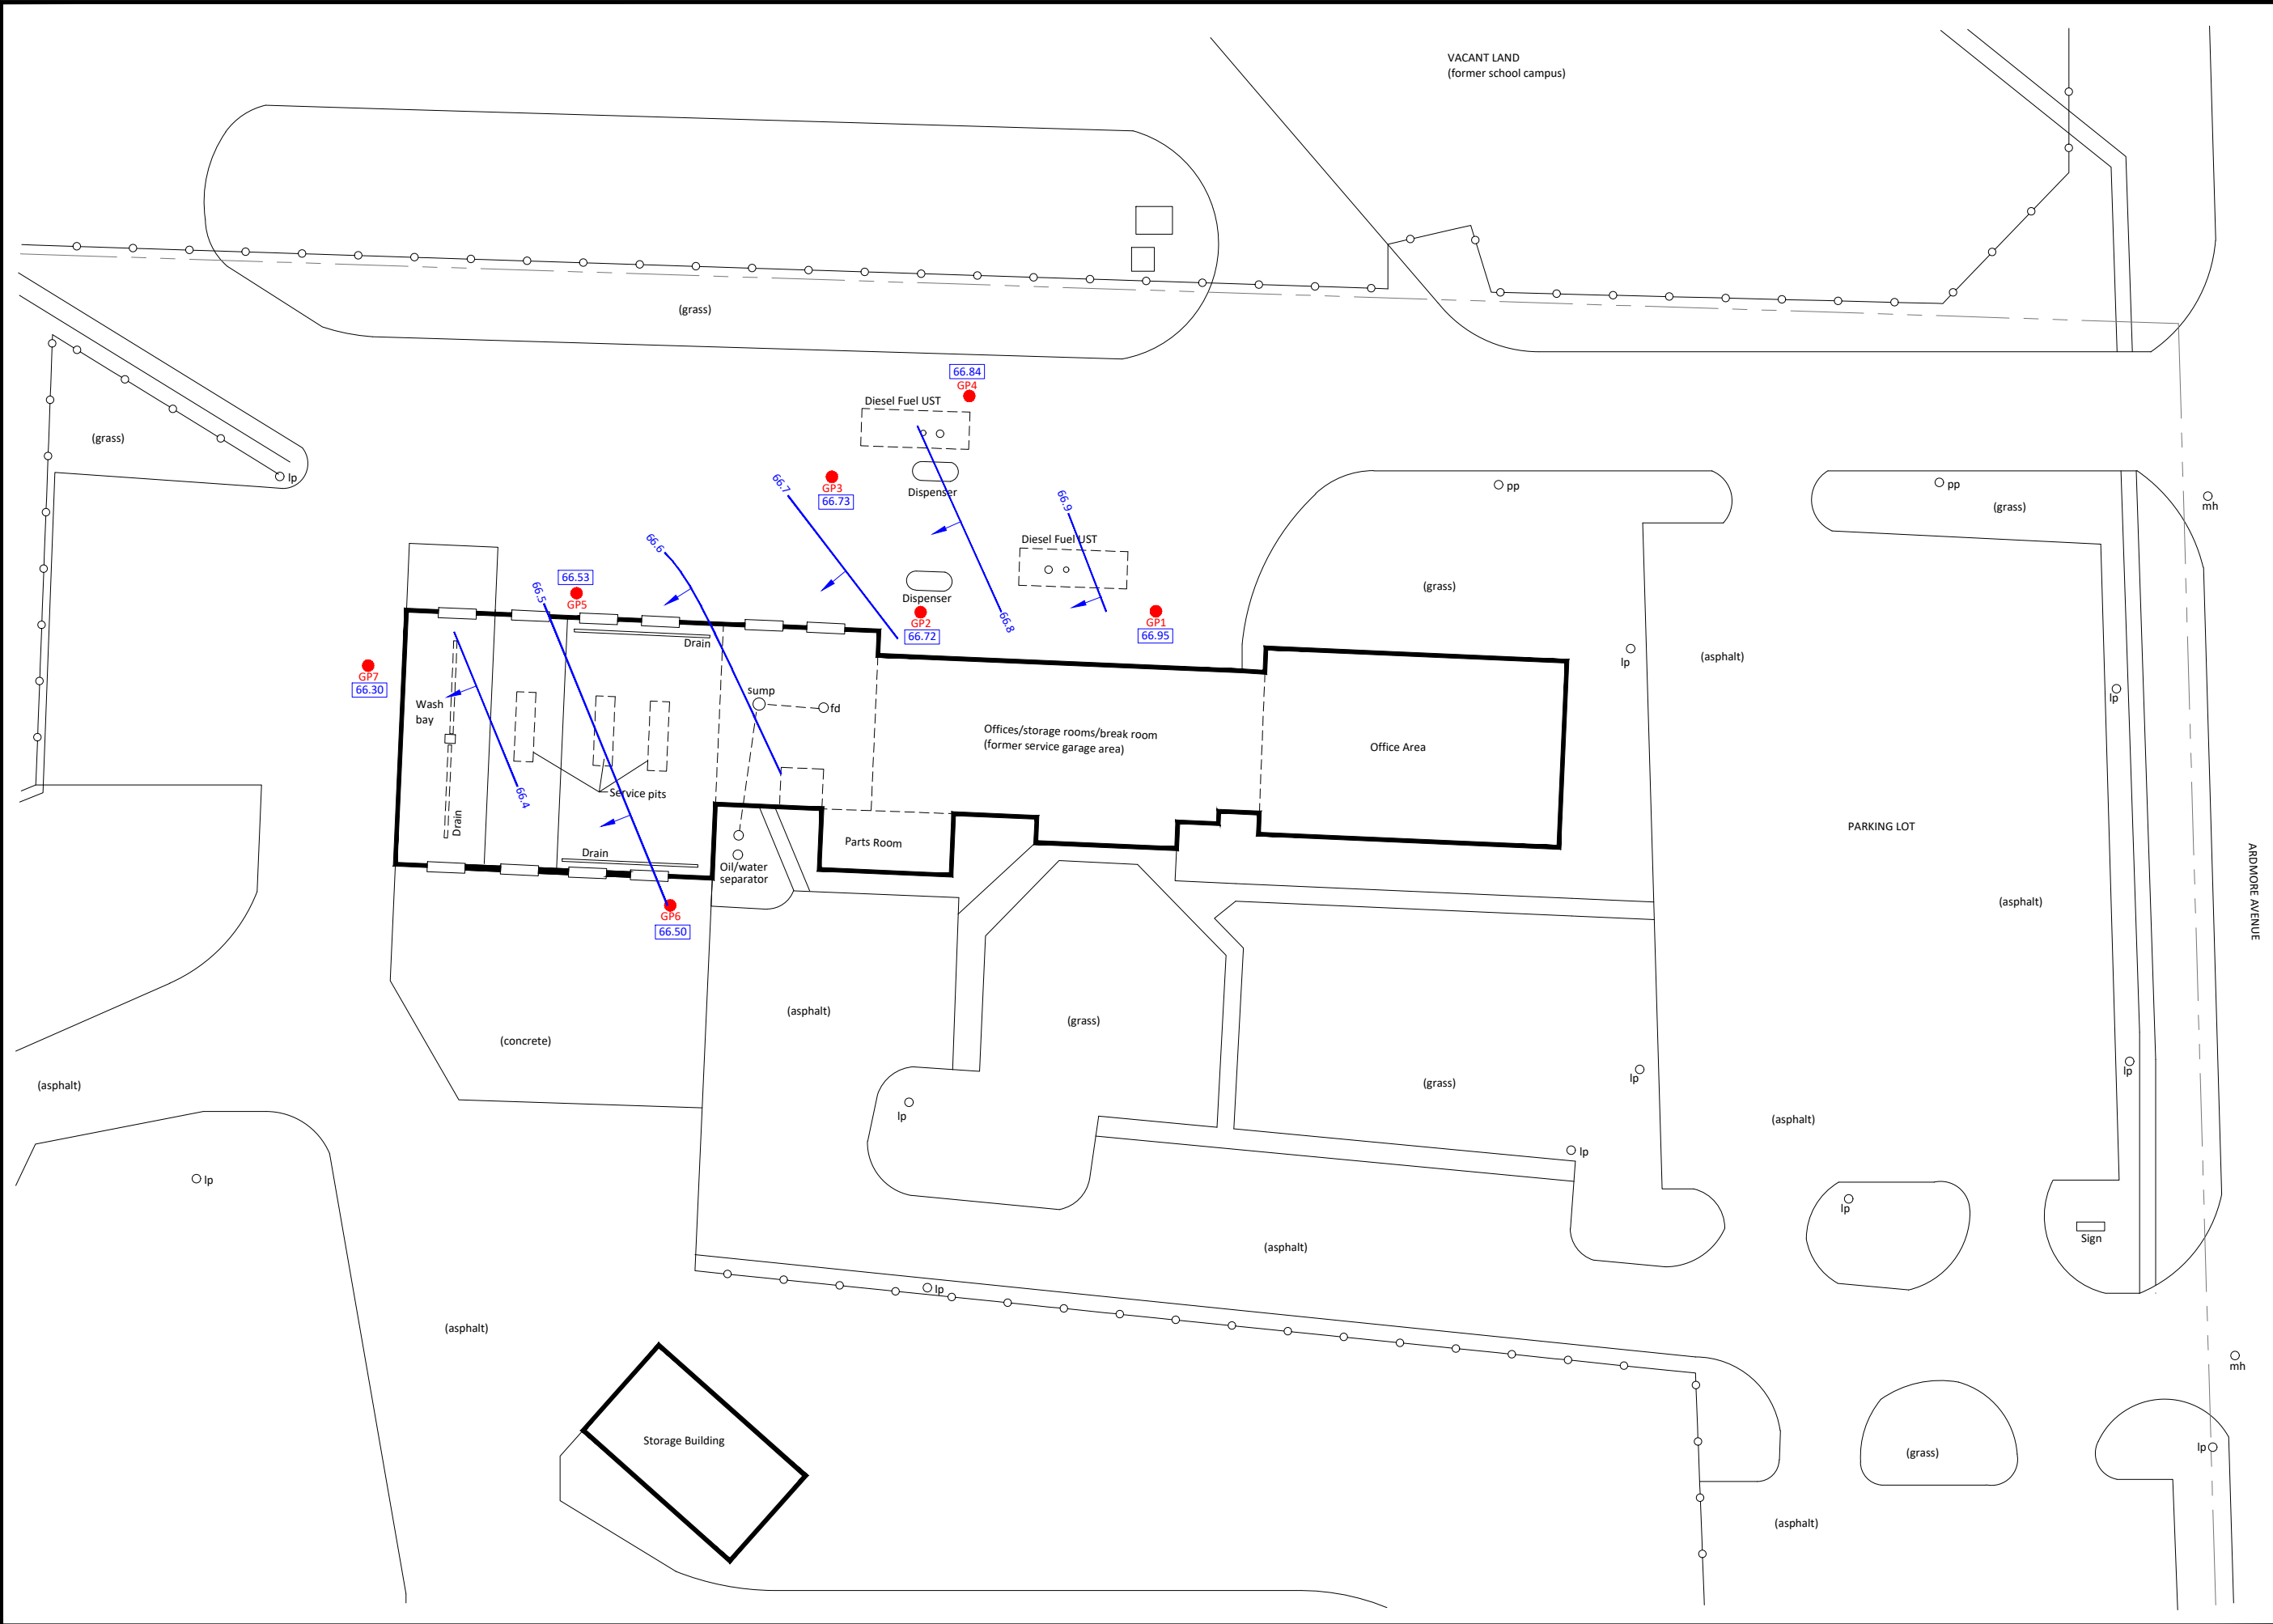 VACANT LAND
(former school campus)
(grass)
66.84
GP4
Diesel Fuel UST
(grass)
lp
66.7
GP3
66.73
Dispenser
66.9
pp
pp
(grass)
mh
66.6
Diesel Fuel UST
66.53
GP5
66.5
Dispenser
(grass)
GP2
66.72
66.8
GP1
66.95
Drain
lp
(asphalt)
GP7
66.30
Wash
bay
sump
fd
lp
Offices/storage rooms/break room
(former service garage area)
Office Area
66.4
Service pits
Drain
PARKING LOT
Drain
Parts Room
Oil/water
separator
ARDMORE AVENUE
GP6
66.50
(asphalt)
(asphalt)
(grass)
(concrete)
(asphalt)
(grass)
lp
lp
lp
(asphalt)
lp
lp
lp
Sign
(asphalt)
lp
(asphalt)
mh
Storage Building
(grass)
lp
(asphalt)